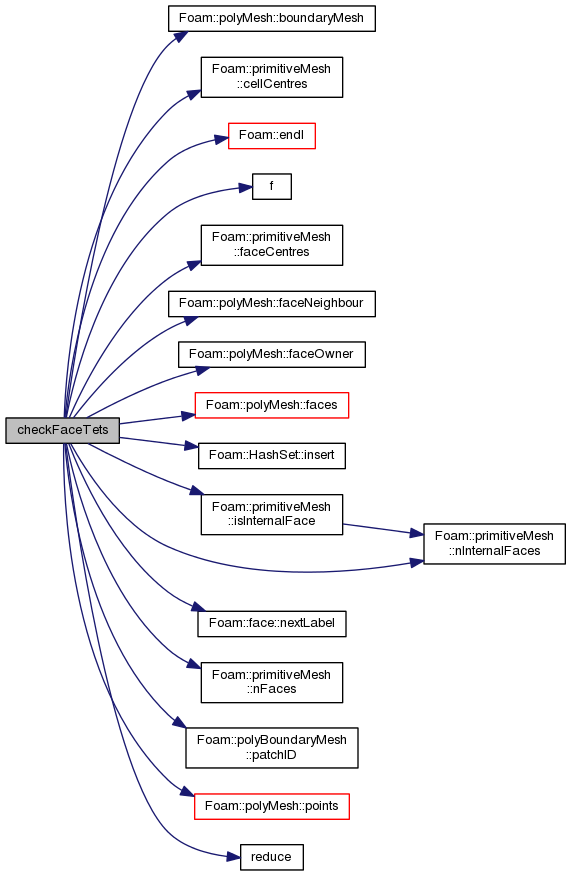 Foam::polyMesh::boundaryMesh
Foam::primitiveMesh
::cellCentres
Foam::endl
f
Foam::primitiveMesh
::faceCentres
Foam::polyMesh::faceNeighbour
Foam::polyMesh::faceOwner
Foam::polyMesh::faces
checkFaceTets
Foam::HashSet::insert
Foam::primitiveMesh
::isInternalFace
Foam::primitiveMesh
::nInternalFaces
Foam::face::nextLabel
Foam::primitiveMesh
::nFaces
Foam::polyBoundaryMesh
::patchID
Foam::polyMesh::points
reduce